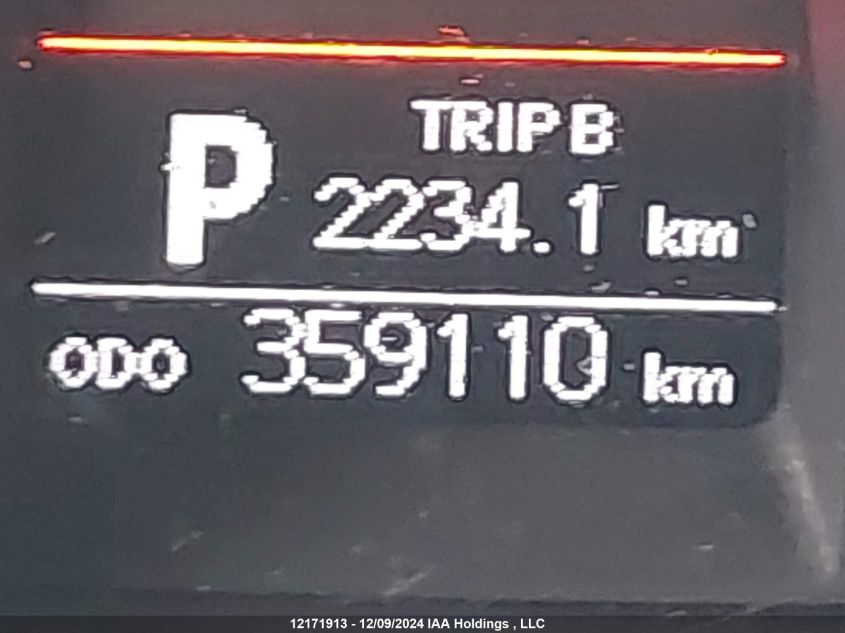 TRIP B
P 2234.1 km
ODO 359110 km
12171913 - 12/09/2024 IAA Holdings , LLC